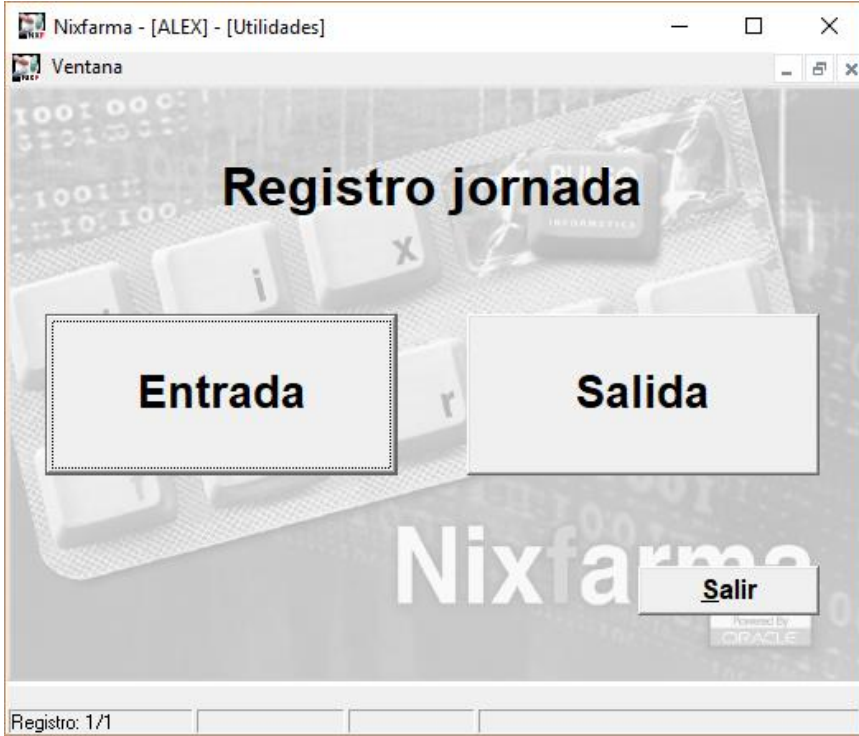 Nixfarma - [ALEX] - [Utilidades]
Ventana
Registro jornada
Entrada
Salida
Nixfarma
Salir
Powered By
ORACLE
Registro: 1/1